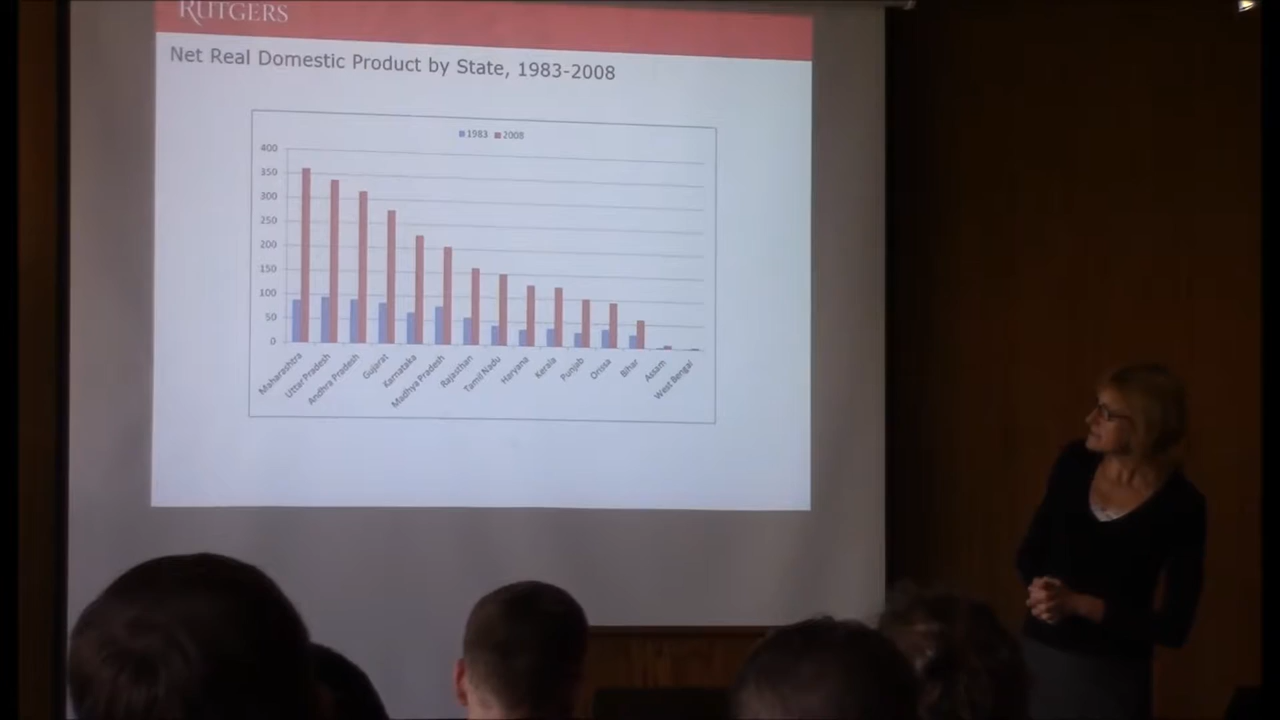 RUTGERS
Net Real Domestic Product by State, 1983-2008
1983 2008
400
350
300
250
200
150
100
50
0
Maharashtra
Uttar Pradesh
Andhra Pradesh
Gujarat
Karnataka
Madhya Pradesh
Rajasthan
Tamil Nadu
Haryana
Kerala
Punjab
Orissa
Bihar
Assam
West Bengal